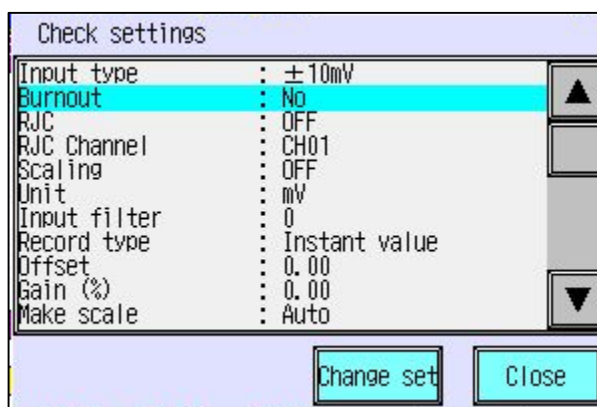 Check settings
Input type : ±10mV
Burnout : No
RJC : OFF
RJC Channel : CH01
Scaling : OFF
Unit : mV
Input filter : 0
Record type : Instant value
Offset : 0.00
Gain (%) : 0.00
Make scale : Auto
Change set Close